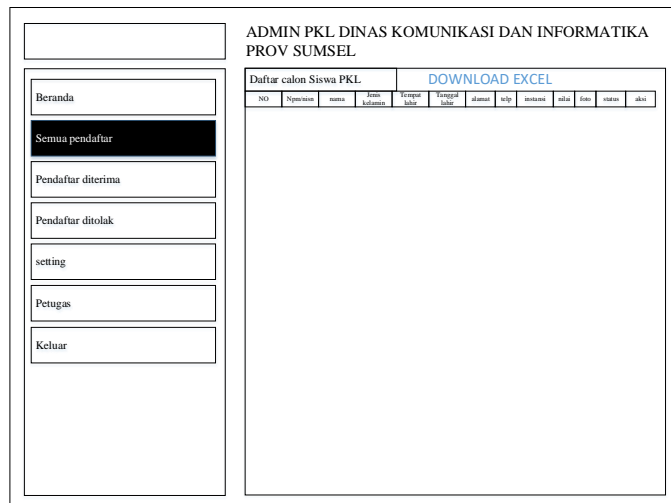 ADMIN PKL DINAS KOMUNIKASI DAN INFORMATIKA
PROV SUMSEL
Beranda
Semua pendaftar
Pendaftar diterima
Pendaftar ditolak
setting
Petugas
Keluar
Daftar calon Siswa PKL DOWNLOAD EXCEL
NO Npm/nisn nama Jenis kelamin Tempat lahir Tanggal lahir alamat telp instansi nilai foto status aksi